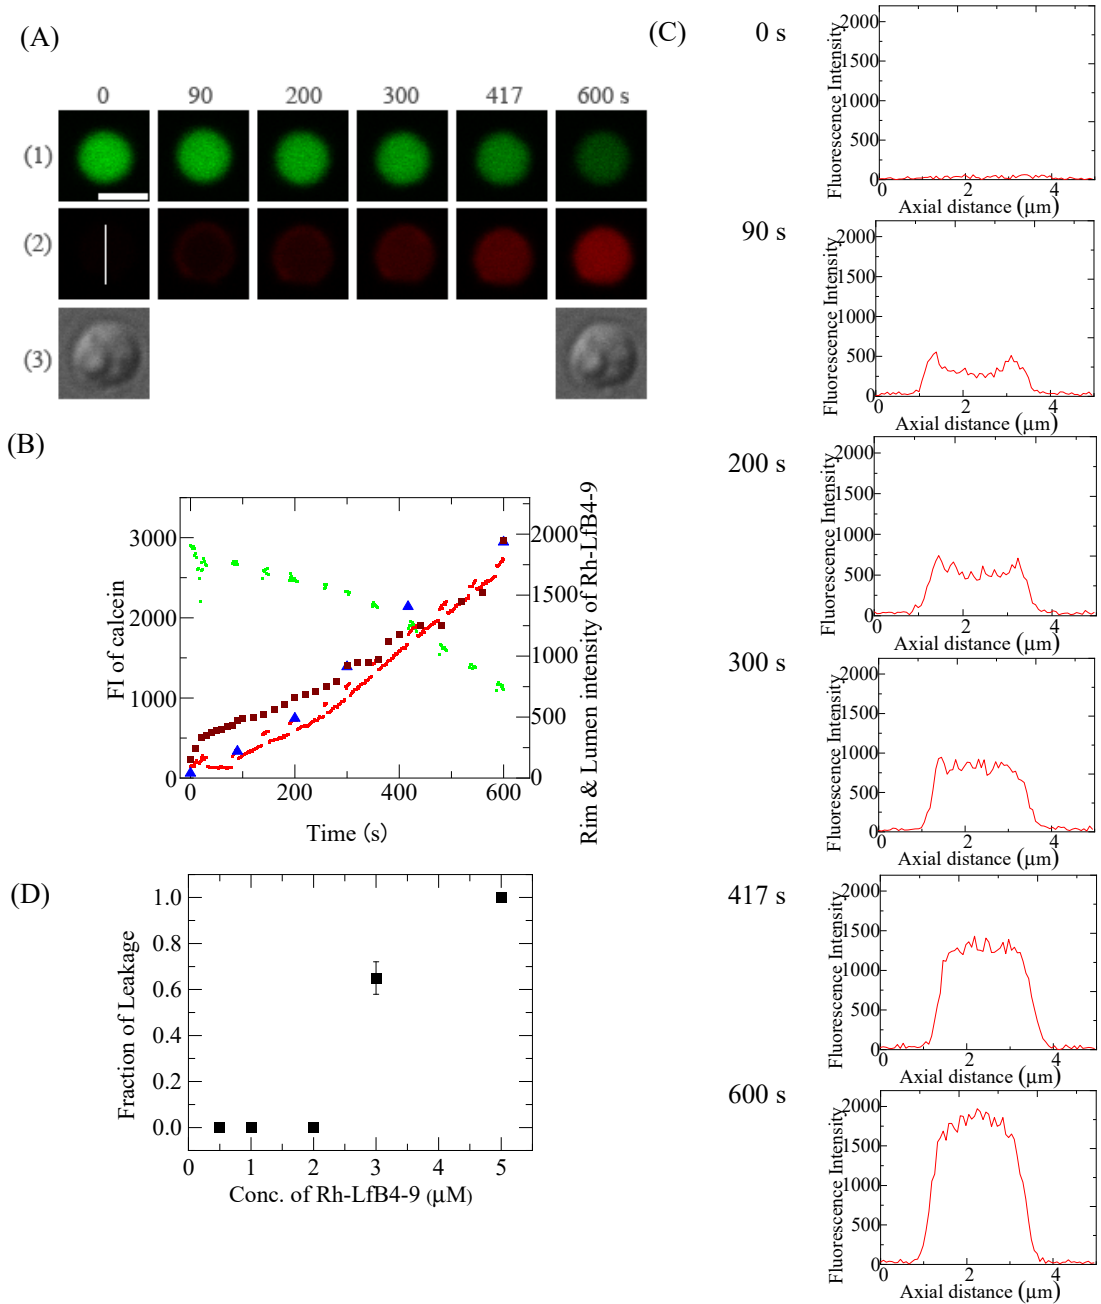 (A)
0 90 200 300 417 600 s
(1)
(2)
(3)
(B)
FI of calcein
3000
2000
1000
0
Rim & Lumen intensity of Rh-LfB4-9
2000
1500
1000
500
0
0 200 400 600
Time (s)
(D)
Fraction of Leakage
1.0
0.8
0.6
0.4
0.2
0.0
0 1 2 3 4 5
Conc. of Rh-LfB4-9 (μM)
(C)
0 s
Fluorescence Intensity
2000
1500
1000
500
0
0 2 4
Axial distance (μm)
90 s
Fluorescence Intensity
2000
1500
1000
500
0
0 2 4
Axial distance (μm)
200 s
Fluorescence Intensity
2000
1500
1000
500
0
0 2 4
Axial distance (μm)
300 s
Fluorescence Intensity
2000
1500
1000
500
0
0 2 4
Axial distance (μm)
417 s
Fluorescence Intensity
2000
1500
1000
500
0
0 2 4
Axial distance (μm)
600 s
Fluorescence Intensity
2000
1500
1000
500
0
0 2 4
Axial distance (μm)